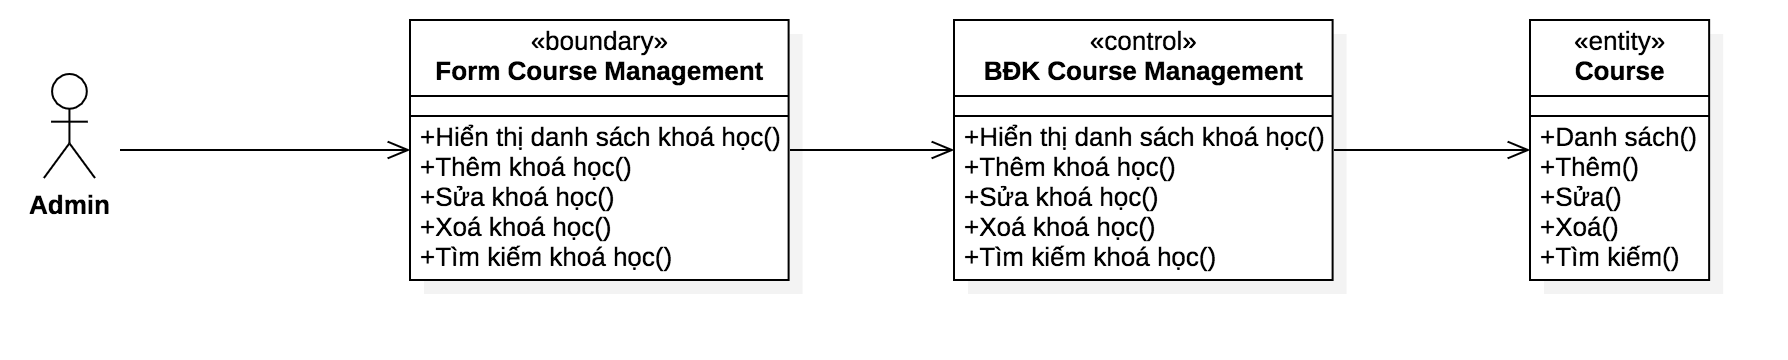 Admin
«boundary»
Form Course Management
+Hiển thị danh sách khoá học()
+Thêm khoá học()
+Sửa khoá học()
+Xoá khoá học()
+Tìm kiếm khoá học()
«control»
BĐK Course Management
+Hiển thị danh sách khoá học()
+Thêm khoá học()
+Sửa khoá học()
+Xoá khoá học()
+Tìm kiếm khoá học()
«entity»
Course
+Danh sách()
+Thêm()
+Sửa()
+Xoá()
+Tìm kiếm()